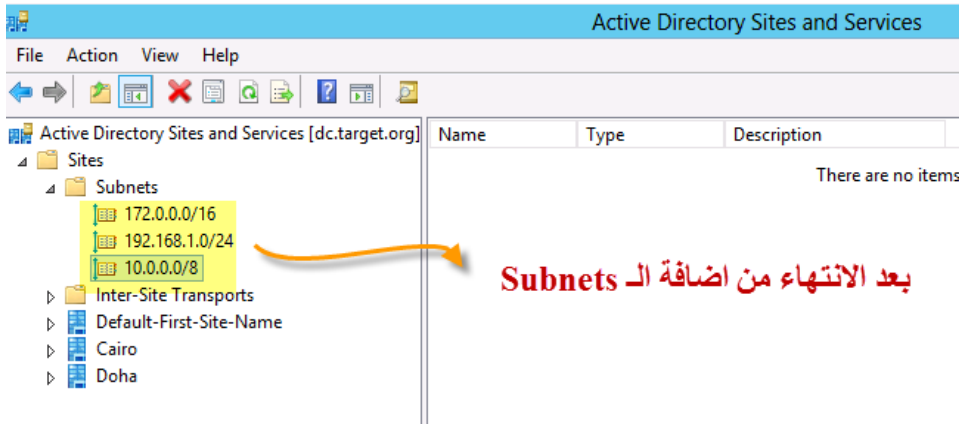 Active Directory Sites and Services
File Action View Help
Active Directory Sites and Services [dc.target.org]
Name Type Description
Sites
There are no items
Subnets
172.0.0.0/16
192.168.1.0/24
10.0.0.0/8
بعد الانتهاء من اضافة الـ Subnets
Inter-Site Transports
Default-First-Site-Name
Cairo
Doha